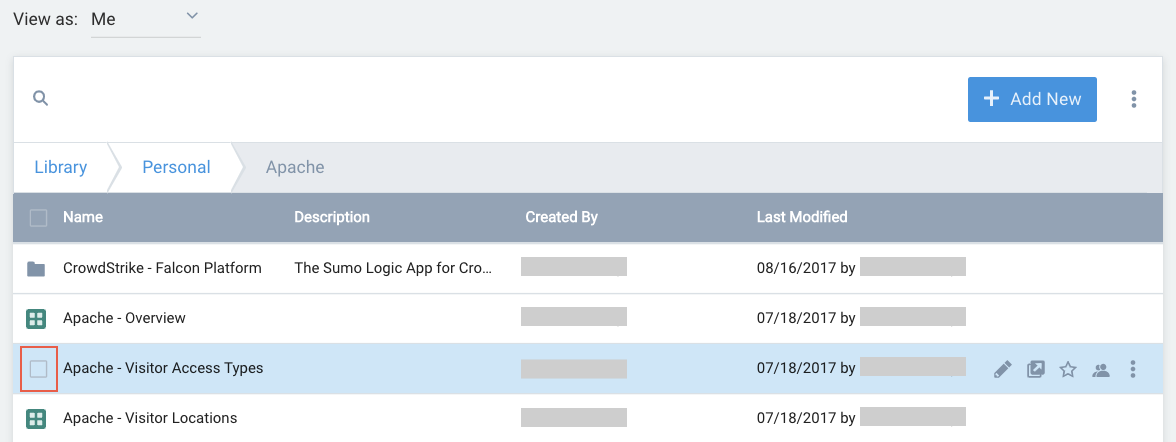 View as: Me
Add New
Library Personal Apache
Name Description Created By Last Modified
CrowdStrike - Falcon Platform The Sumo Logic App for Cro... 08/16/2017 by
Apache - Overview 07/18/2017 by
Apache - Visitor Access Types 07/18/2017 by
Apache - Visitor Locations 07/18/2017 by